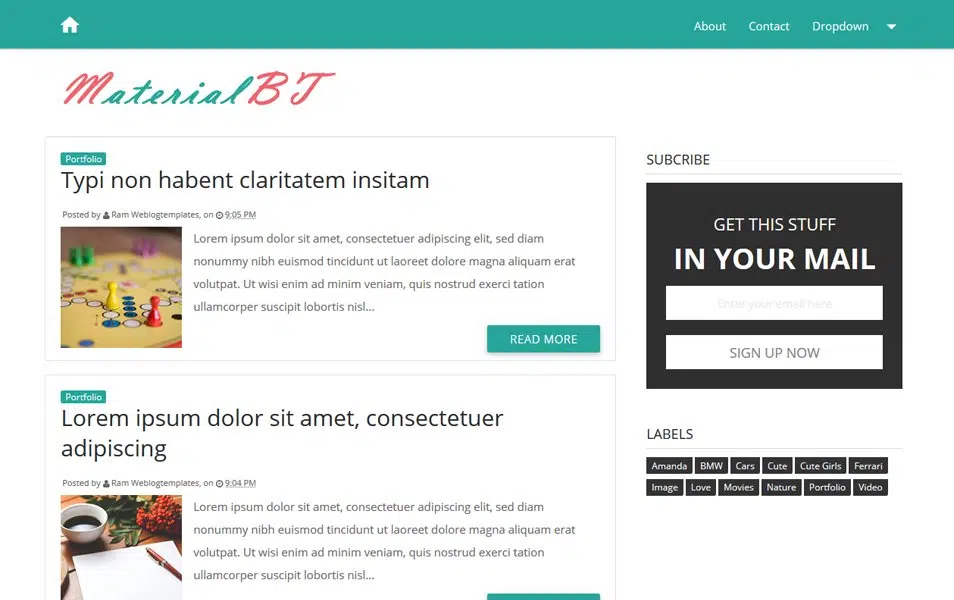 About Contact Dropdown
MaterialBT
Portfolio
Typi non habent claritatem insitam
Posted by Ram Weblogtemplates, on 9:05 PM
Lorem ipsum dolor sit amet, consectetuer adipiscing elit, sed diam
nonummy nibh euismod tincidunt ut laoreet dolore magna aliquam erat
volutpat. Ut wisi enim ad minim veniam, quis nostrud exerci tation
ullamcorper suscipit lobortis nisl...
READ MORE
Portfolio
Lorem ipsum dolor sit amet, consectetuer
adipiscing
Posted by Ram Weblogtemplates, on 9:04 PM
Lorem ipsum dolor sit amet, consectetuer adipiscing elit, sed diam
nonummy nibh euismod tincidunt ut laoreet dolore magna aliquam erat
volutpat. Ut wisi enim ad minim veniam, quis nostrud exerci tation
ullamcorper suscipit lobortis nisl...
SUBCRIBE
GET THIS STUFF
IN YOUR MAIL
Enter your email here
SIGN UP NOW
LABELS
Amanda BMW Cars Cute Cute Girls Ferrari
Image Love Movies Nature Portfolio Video